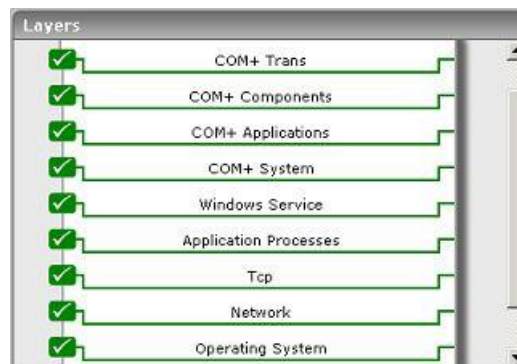 Layers
COM+ Trans
COM+ Components
COM+ Applications
COM+ System
Windows Service
Application Processes
Tcp
Network
Operating System